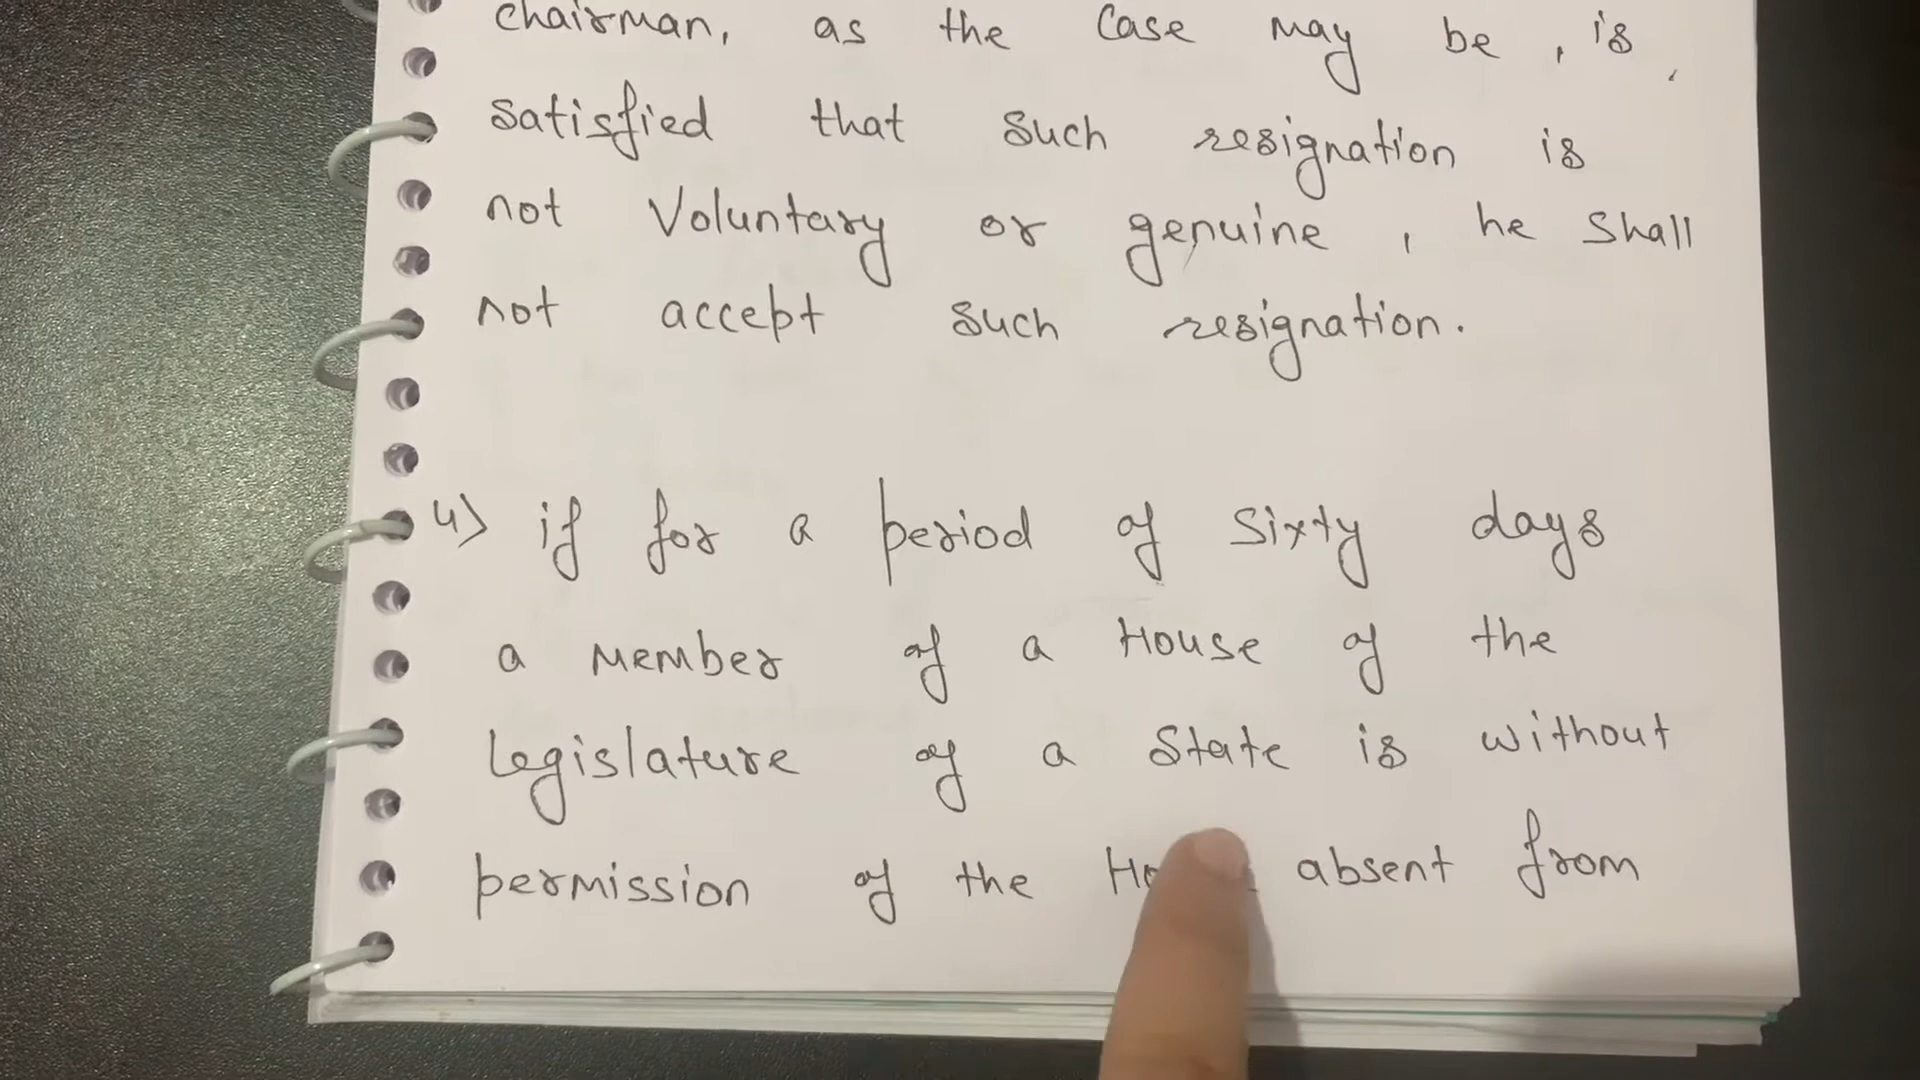 chairman, as the case may be, is
satisfied that such resignation is
not voluntary or genuine, he shall
not accept such resignation.
4) if for a period of sixty days
a member of a House of the
Legislature of a State is without
permission of the absent from